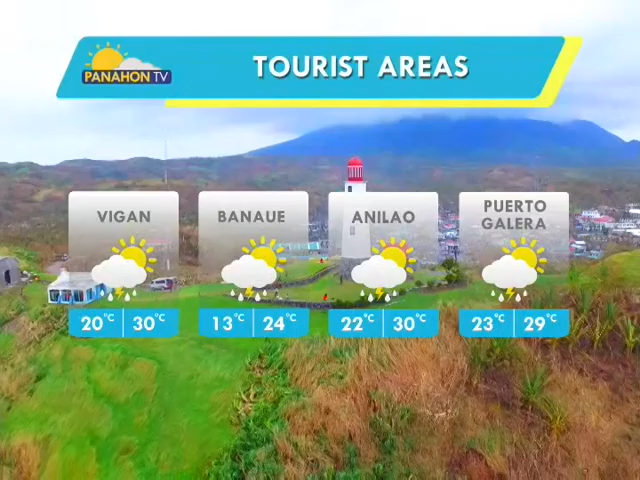 PANAHON TV
TOURIST AREAS
VIGAN
20°C 30°C
BANAUE
13°C 24°C
ANILAO
22°C 30°C
PUERTO
GALERA
23°C 29°C